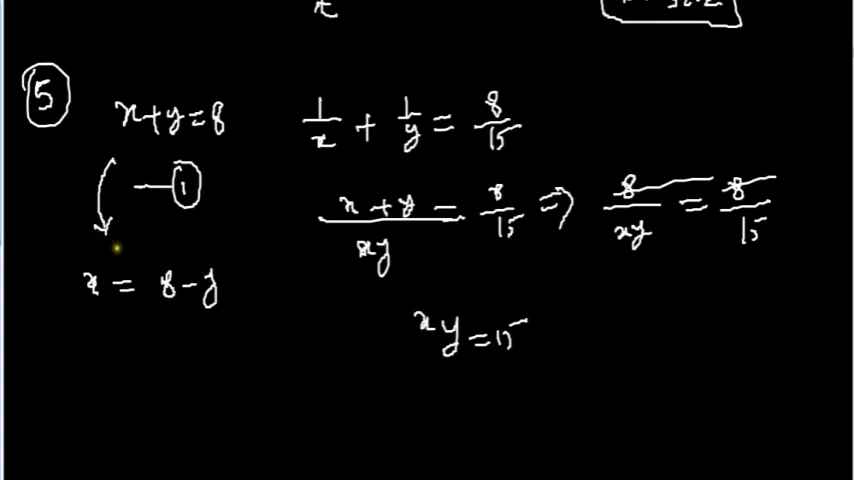 5
x+y=8
1/x + 1/y = 8/15
— 1
x+y/xy = 8/15 ⇒ 8/xy = 8/15
x = 8-y
xy=15